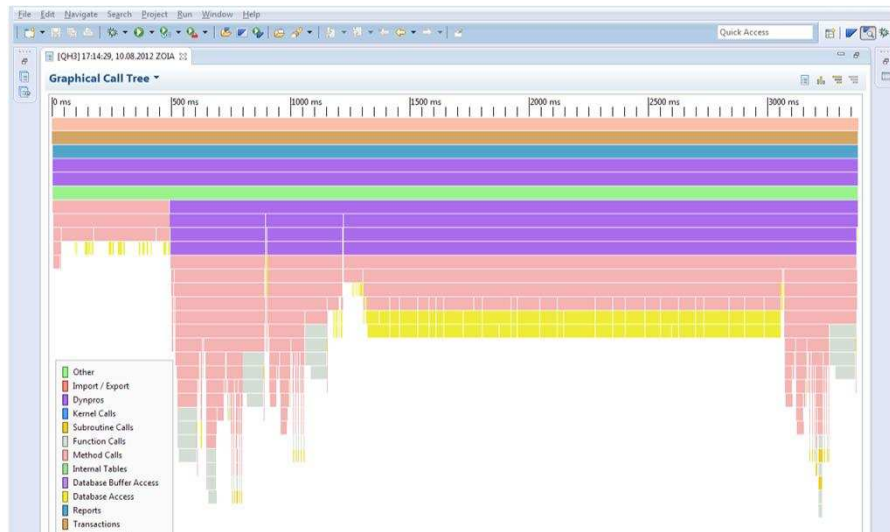 File Edit Navigate Search Project Run Window Help
Quick Access
[QH3] 17:14:29, 10.08.2012 ZOIA
Graphical Call Tree
0 ms 500 ms 1000 ms 1500 ms 2000 ms 2500 ms 3000 ms
Other
Import / Export
Dynpros
Kernel Calls
Subroutine Calls
Function Calls
Method Calls
Internal Tables
Database Buffer Access
Database Access
Reports
Transactions